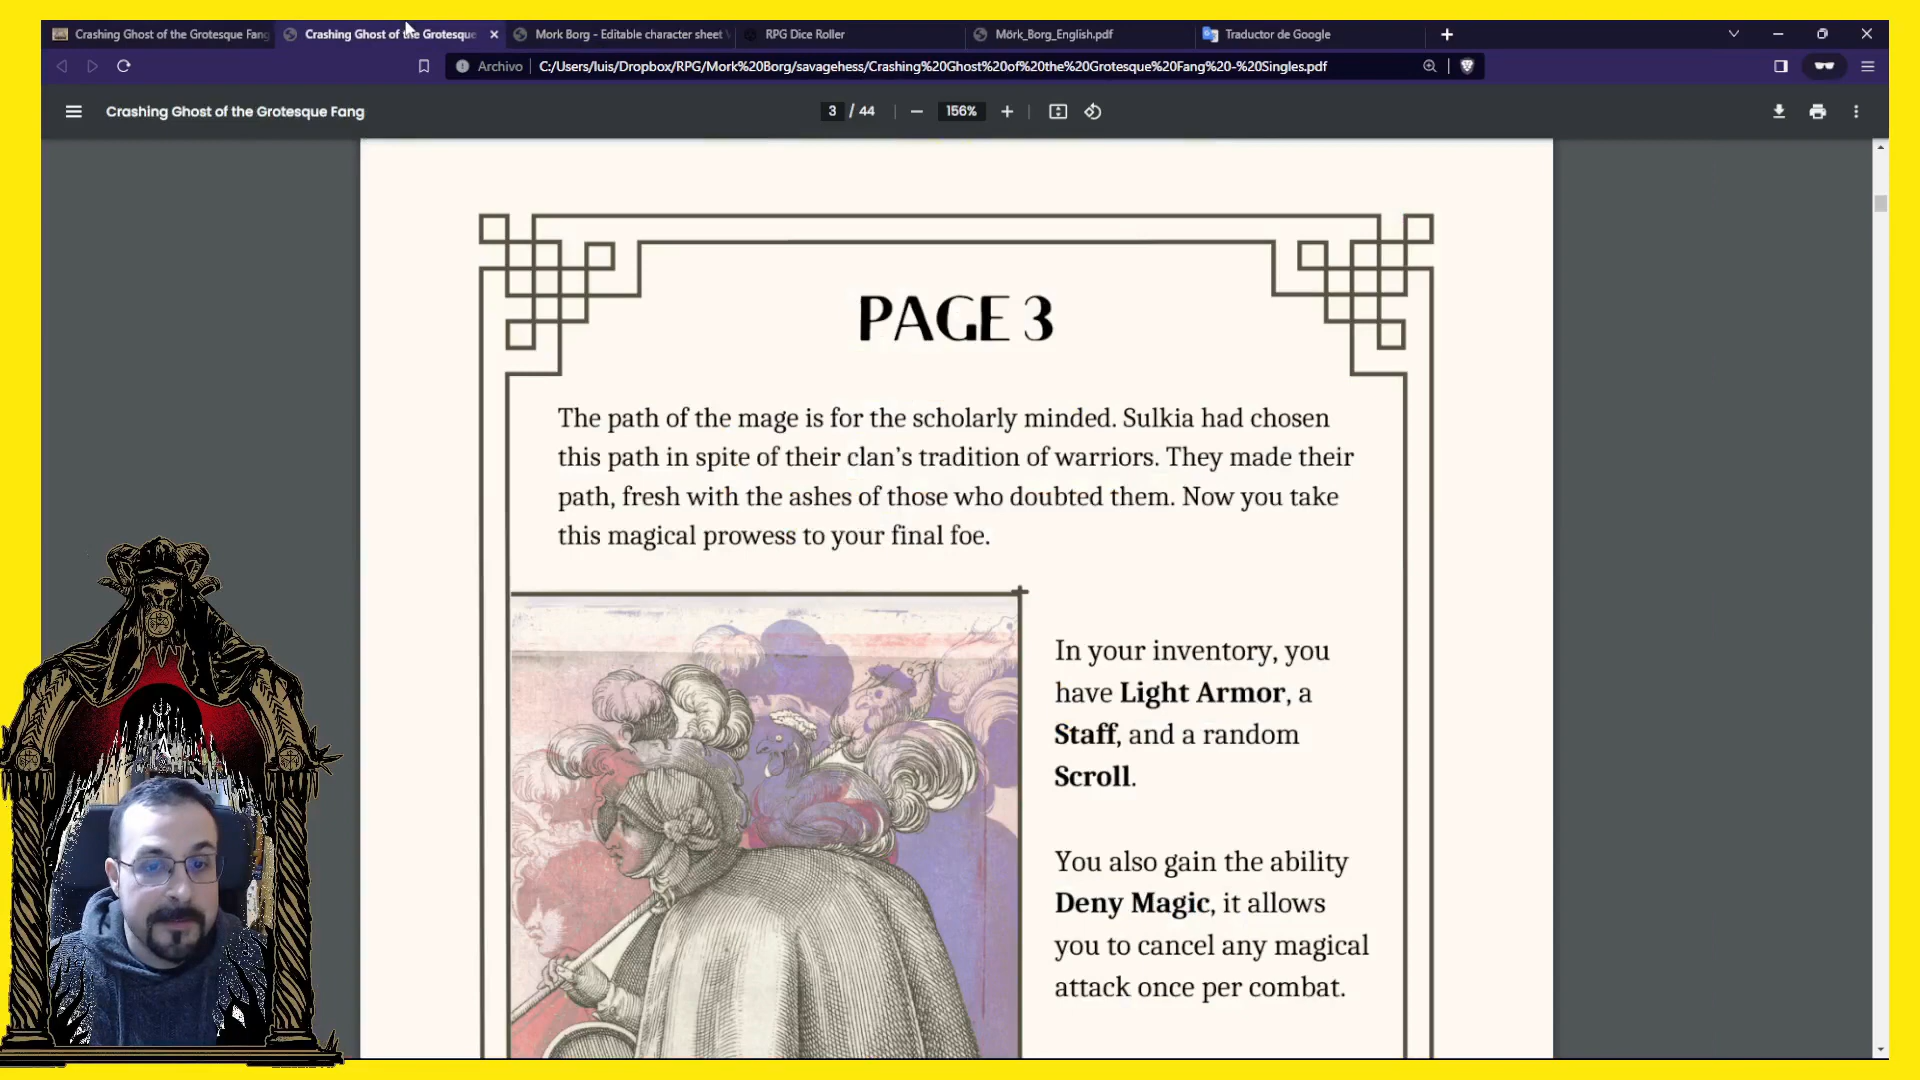 Crashing Ghost of the Grotesque Fang
Crashing Ghost of the Grotesque
Mork Borg - Editable character sheet
RPG Dice Roller
Mörk_Borg_English.pdf
Traductor de Google
Archivo
C:/Users/luis/Dropbox/RPG/Mork%20Borg/savagehess/Crashing%20Ghost%20of%20the%20Grotesque%20Fang%20-%20Singles.pdf
Crashing Ghost of the Grotesque Fang
3 / 44
156%
PAGE 3
The path of the mage is for the scholarly minded. Sulkia had chosen
this path in spite of their clan's tradition of warriors. They made their
path, fresh with the ashes of those who doubted them. Now you take
this magical prowess to your final foe.
In your inventory, you
have Light Armor, a
Staff, and a random
Scroll.
You also gain the ability
Deny Magic, it allows
you to cancel any magical
attack once per combat.